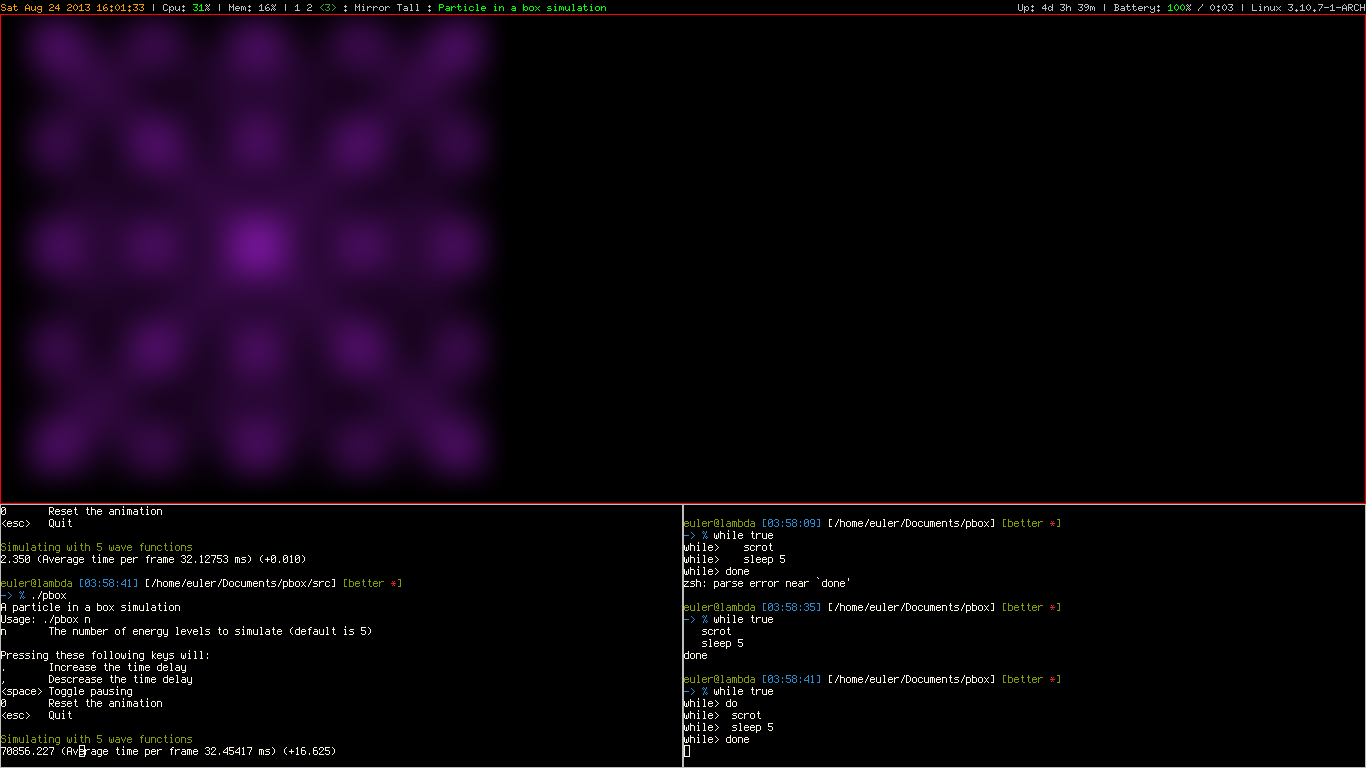 Sat Aug 24 2013 16:01:33 | Cpu: 31% | Mem: 16% | 1 2 <3> : Mirror Tall : Particle in a box simulation
Up: 4d 3h 39m | Battery: 100% / 0:03 | Linux 3.10.7-1-ARCH
0       Reset the animation
<esc>   Quit
Simulating with 5 wave functions
2.350 (Average time per frame 32.12753 ms) (+0.010)
euler@lambda [03:58:41] [/home/euler/Documents/pbox/src] [better *]
-> % ./pbox
A particle in a box simulation
Usage: ./pbox n
n       The number of energy levels to simulate (default is 5)
Pressing these following keys will:
.       Increase the time delay
,       Descrease the time delay
<space> Toggle pausing
0       Reset the animation
<esc>   Quit
Simulating with 5 wave functions
70856.227 (Average time per frame 32.45417 ms) (+16.625)
euler@lambda [03:58:09] [/home/euler/Documents/pbox] [better *]
-> % while true
while>    scrot
while>    sleep 5
while> done
zsh: parse error near `done'
euler@lambda [03:58:35] [/home/euler/Documents/pbox] [better *]
-> % while true
   scrot
   sleep 5
done
euler@lambda [03:58:41] [/home/euler/Documents/pbox] [better *]
-> % while true
while> do
while>  scrot
while>  sleep 5
while> done